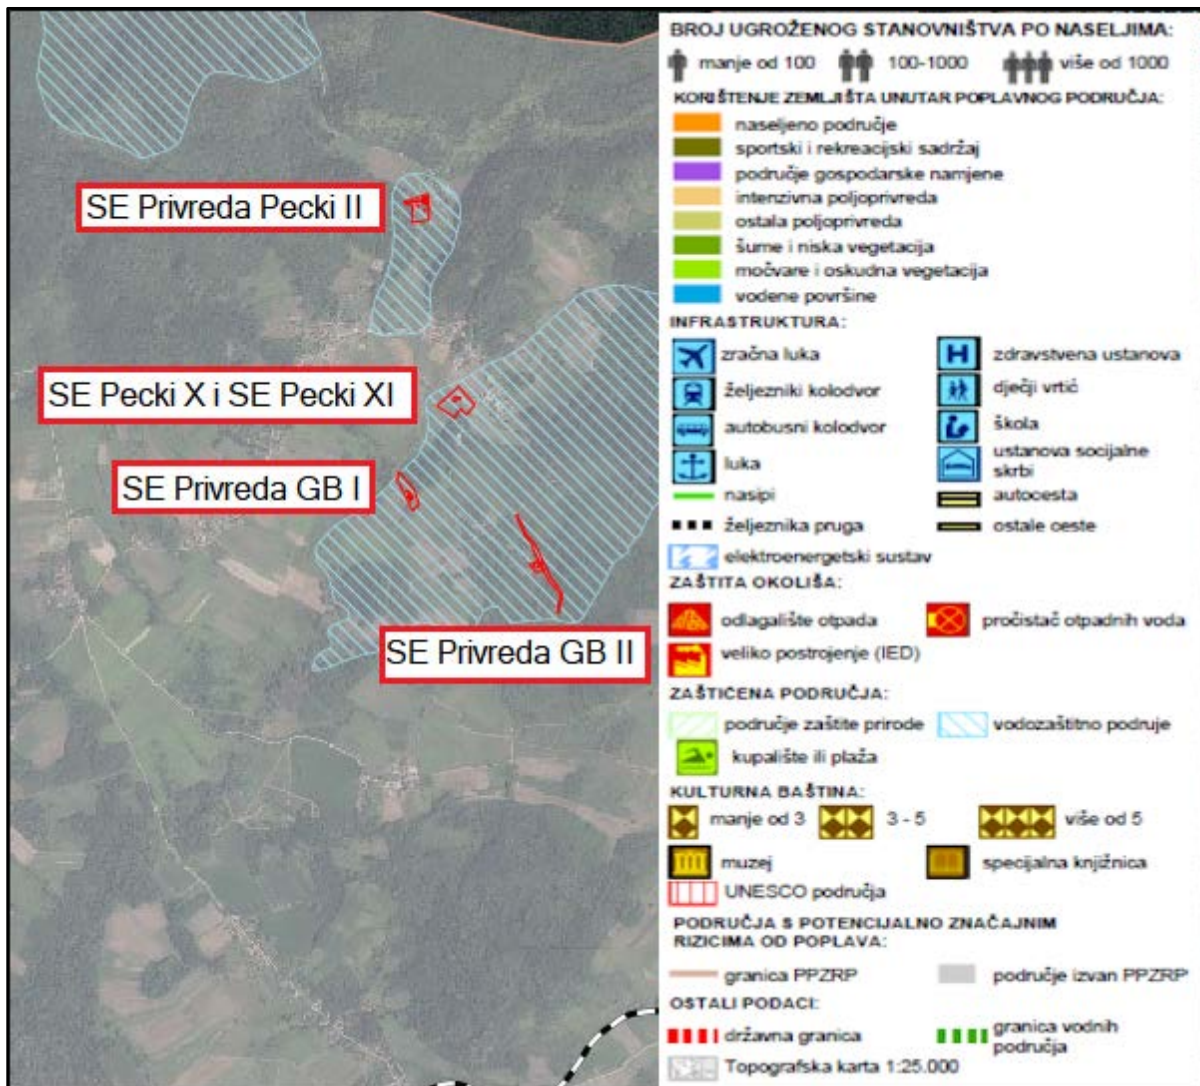 SE Privreda Pecki II
SE Pecki X i SE Pecki XI
SE Privreda GB I
SE Privreda GB II
BROJ UGROŽENOG STANOVNIŠTVA PO NASELJIMA:
manje od 100
100-1000
više od 1000
KORIŠTENJE ZEMLJIŠTA UNUTAR POPLAVNOG PODRUČJA:
naseljeno područje
sportski i rekreacijski sadržaj
područje gospodarske namjene
intenzivna poljoprivreda
ostala poljoprivreda
šume i niska vegetacija
močvare i oskudna vegetacija
vodene površine
INFRASTRUKTURA:
zračna luka
željezniki kolodvor
autobusni kolodvor
luka
nasipi
željeznika pruga
elektroenergetski sustav
H
zdravstvena ustanova
dječji vrtić
škola
ustanova socijalne
skrbi
autocesta
ostale ceste
ZAŠTITA OKOLIŠA:
odlagalište otpada
pročistač otpadnih voda
veliko postrojenje (IED)
ZAŠTIĆENA PODRUČJA:
područje zaštite prirode
vodozaštitno podruje
kupalište ili plaža
KULTURNA BAŠTINA:
manje od 3
3 - 5
više od 5
muzej
specijalna knjižnica
UNESCO područja
PODRUČJA S POTENCIJALNO ZNAČAJNIM
RIZICIMA OD POPLAVA:
granica PPZRP
područje izvan PPZRP
OSTALI PODACI:
državna granica
granica vodnih
područja
Topografska karta 1:25.000